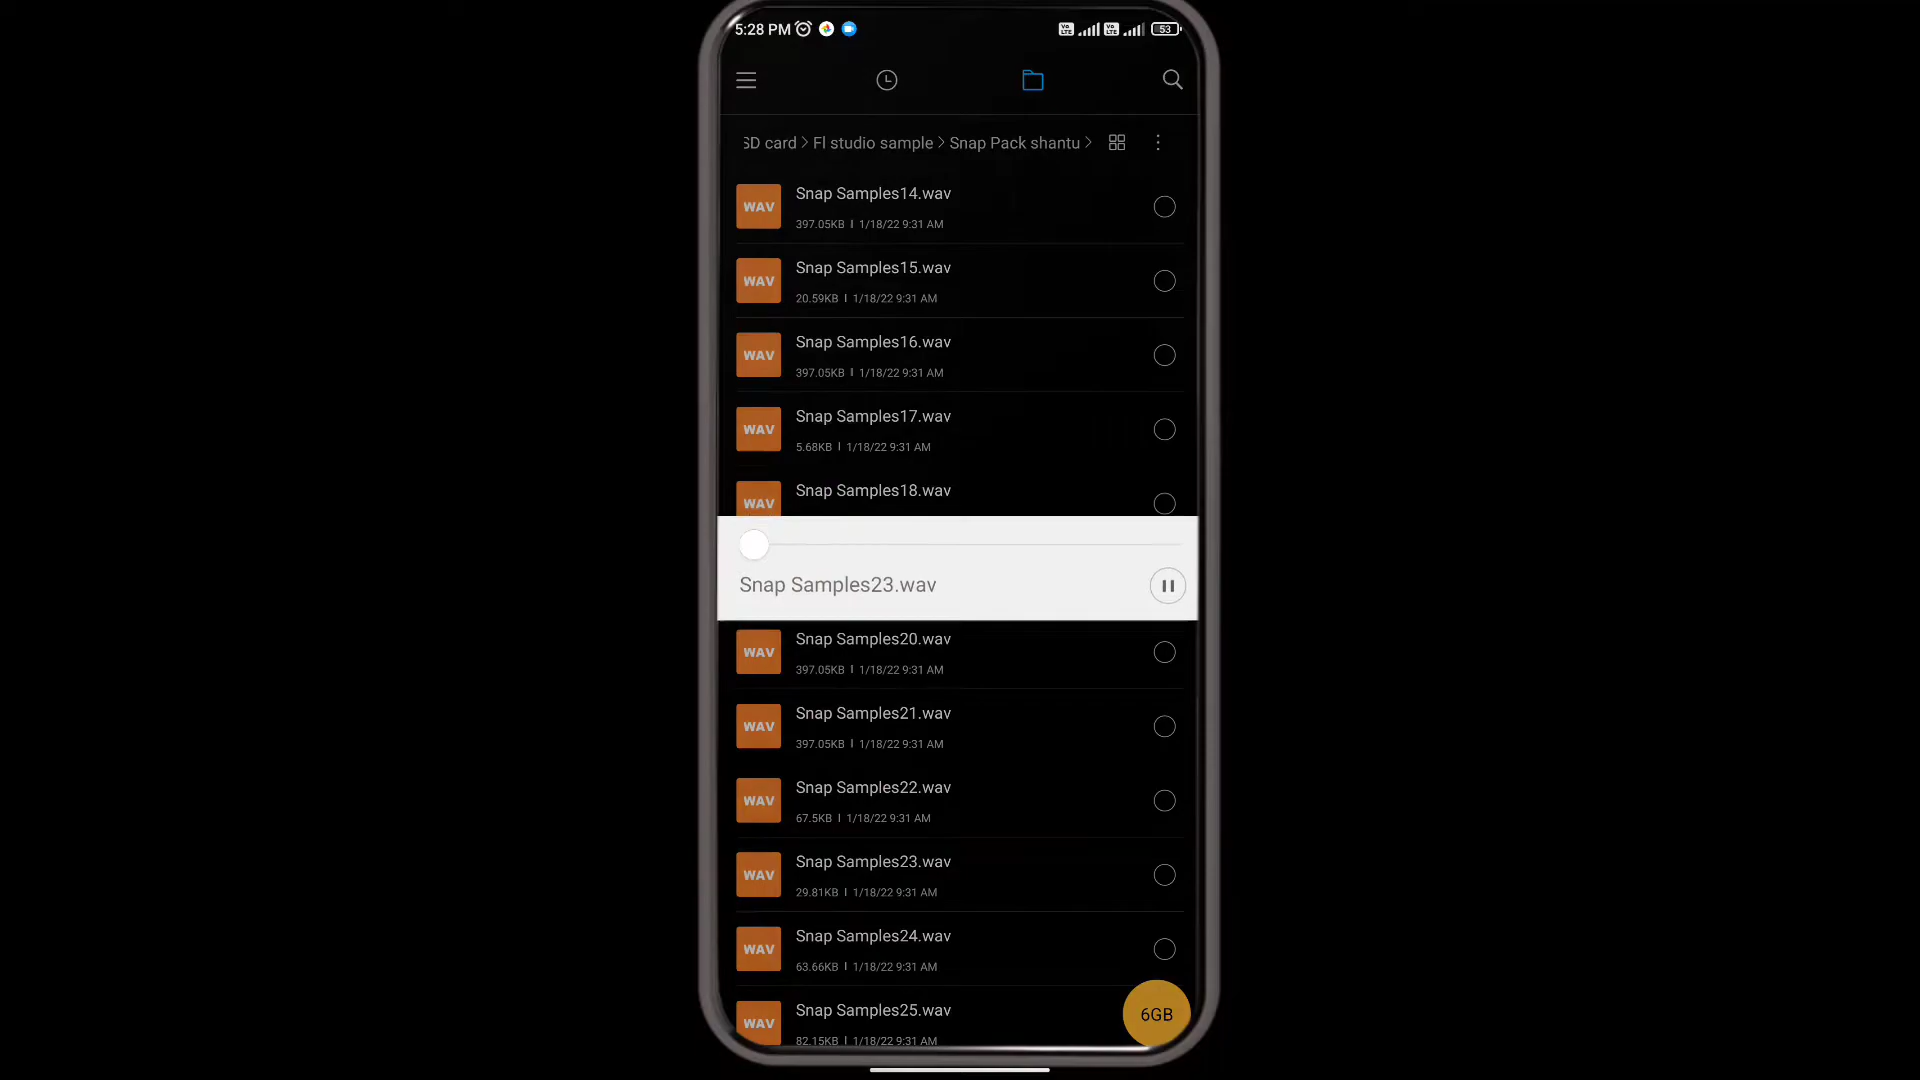 5:28 PM
Vo LTE Vo LTE 53
SD card > Fl studio sample > Snap Pack shantu >
WAV Snap Samples14.wav
397.05KB | 1/18/22 9:31 AM
WAV Snap Samples15.wav
20.59KB | 1/18/22 9:31 AM
WAV Snap Samples16.wav
397.05KB | 1/18/22 9:31 AM
WAV Snap Samples17.wav
5.68KB | 1/18/22 9:31 AM
WAV Snap Samples18.wav
Snap Samples23.wav
WAV Snap Samples20.wav
397.05KB | 1/18/22 9:31 AM
WAV Snap Samples21.wav
397.05KB | 1/18/22 9:31 AM
WAV Snap Samples22.wav
67.5KB | 1/18/22 9:31 AM
WAV Snap Samples23.wav
29.81KB | 1/18/22 9:31 AM
WAV Snap Samples24.wav
63.66KB | 1/18/22 9:31 AM
WAV Snap Samples25.wav
82.15KB | 1/18/22 9:31 AM
6GB